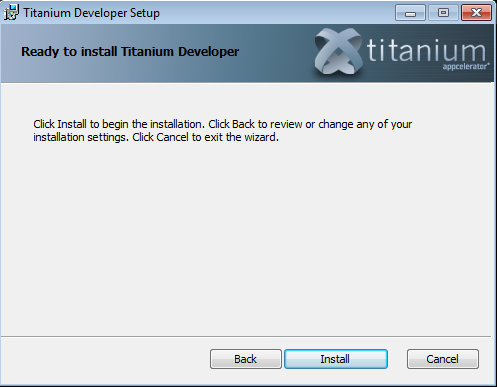 Titanium Developer Setup
Ready to install Titanium Developer
titanium
appcelerator®
Click Install to begin the installation. Click Back to review or change any of your
installation settings. Click Cancel to exit the wizard.
Back
Install
Cancel